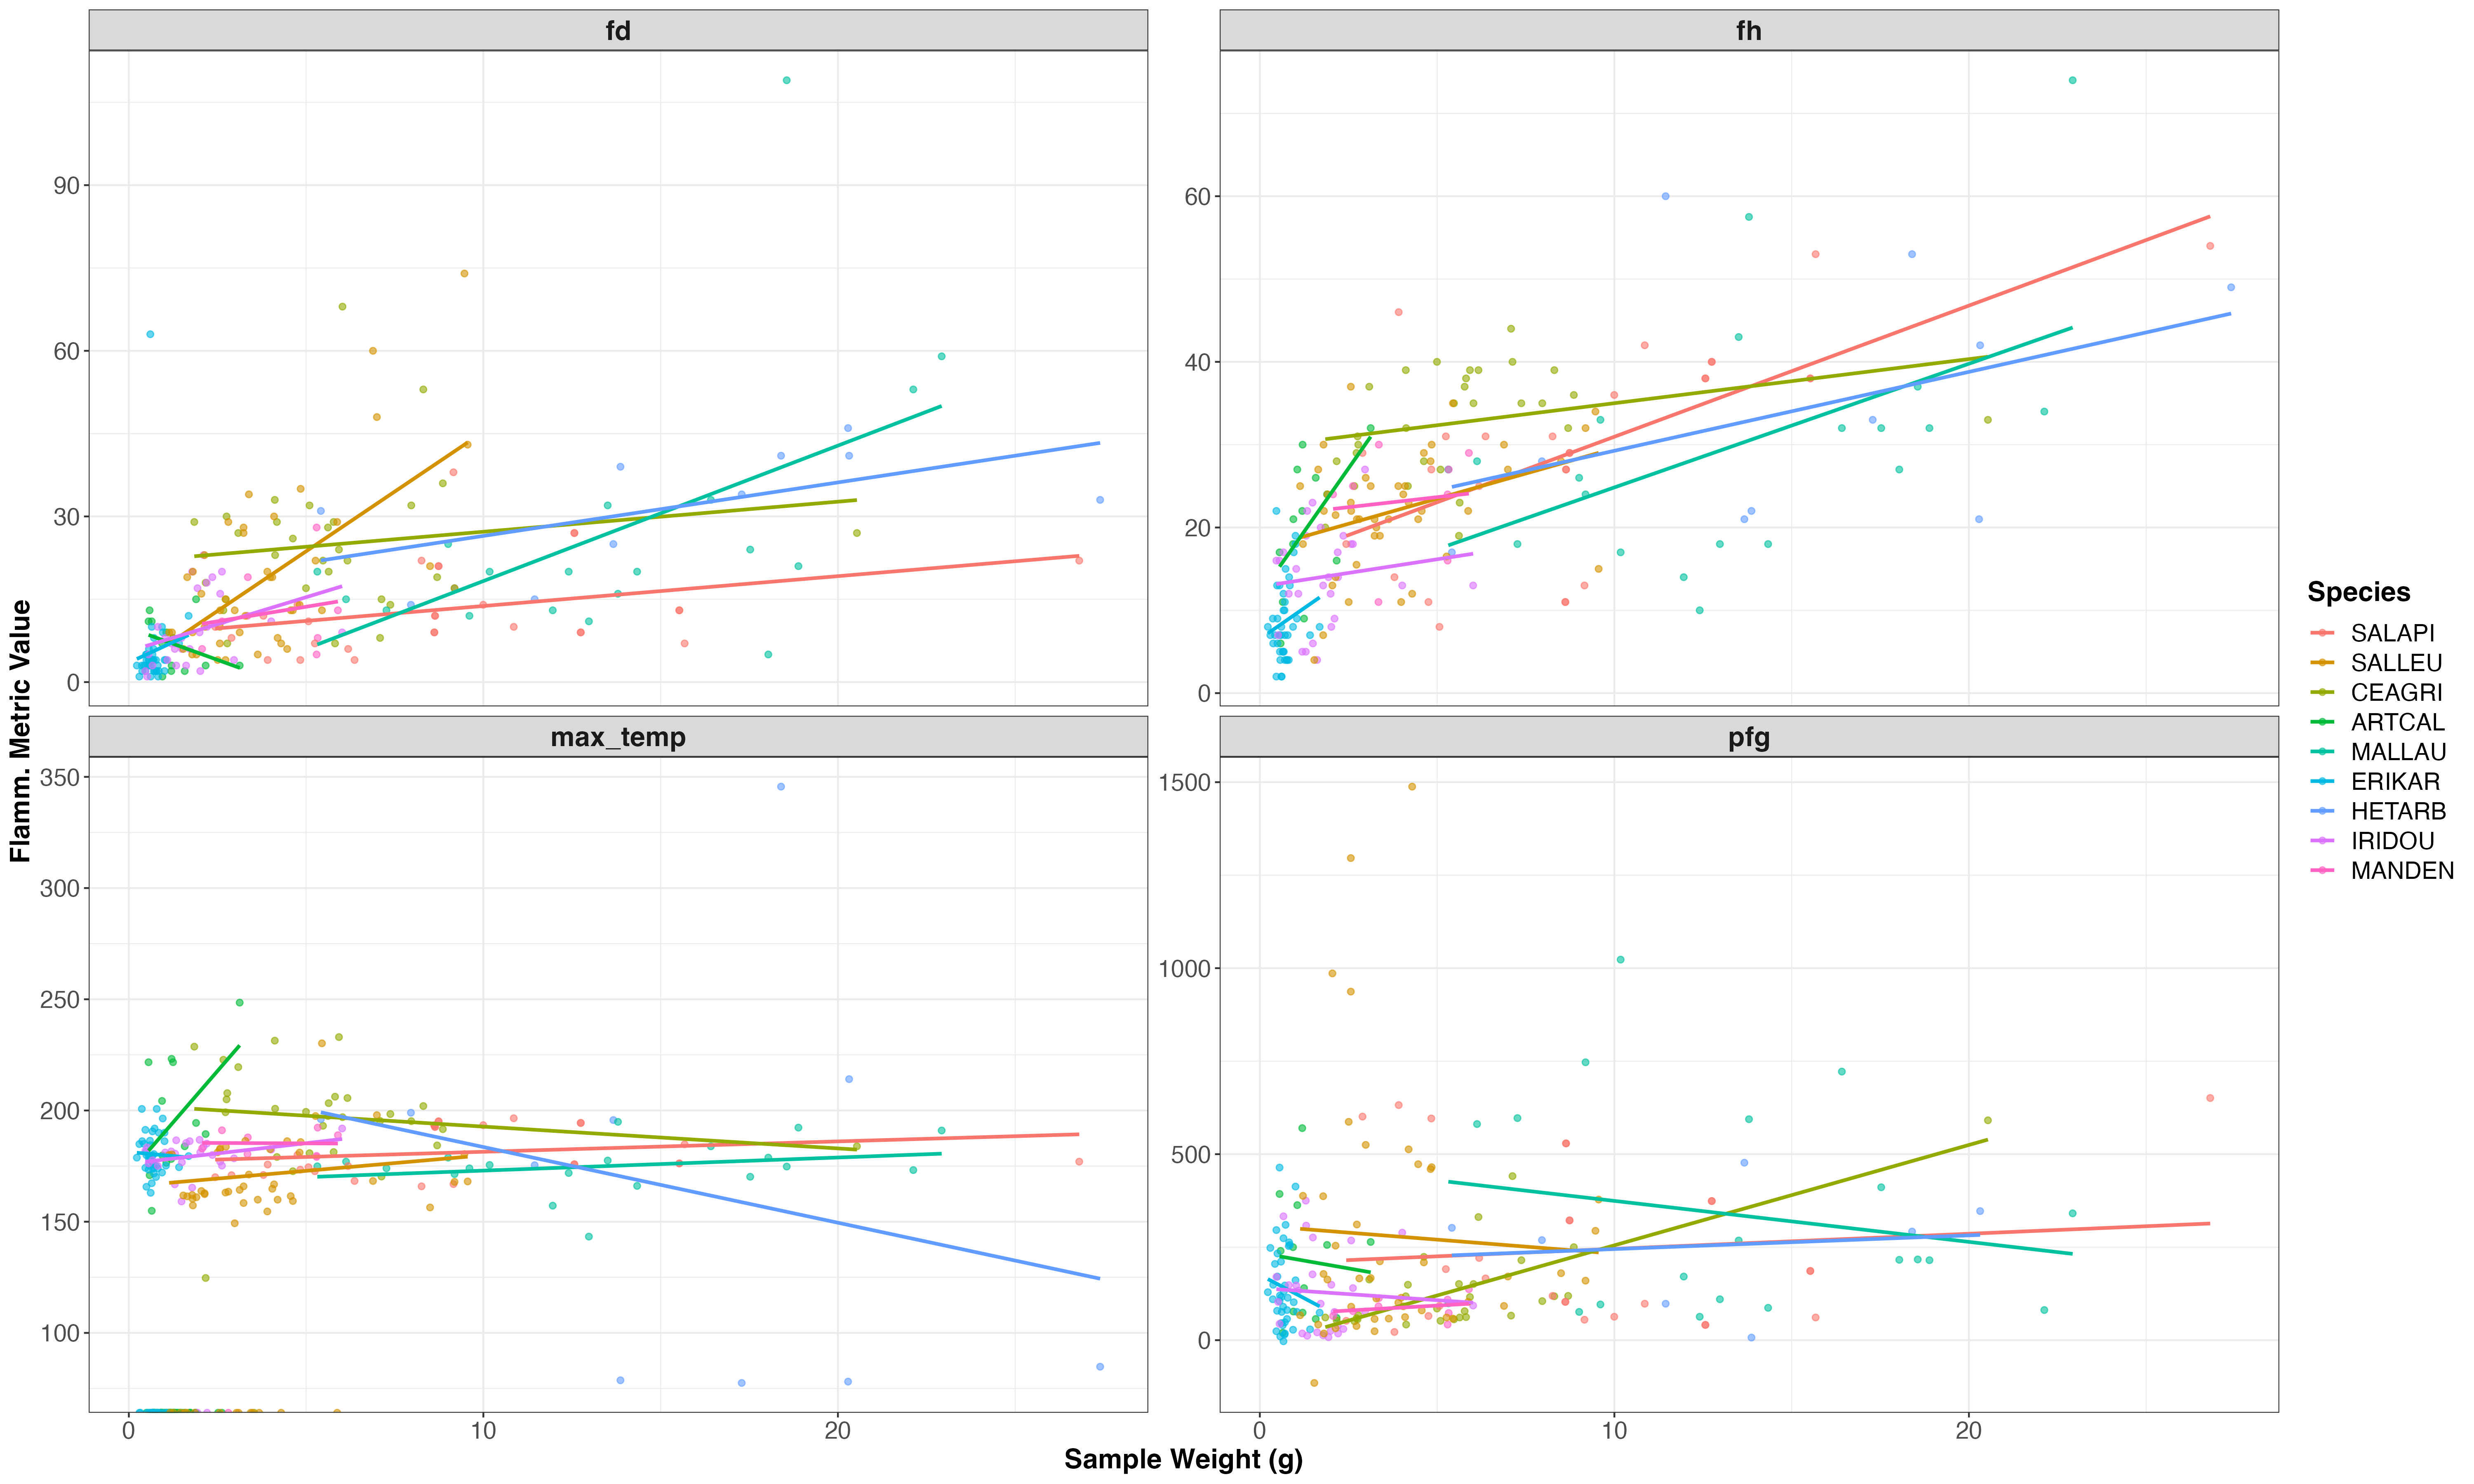 fd
fh
90
60
30
0
60
40
20
0
Flamm. Metric Value
max_temp
pfg
350
300
250
200
150
100
1500
1000
500
0
0 10 20
0 10 20
Sample Weight (g)
Species
SALAPI
SALLEU
CEAGRI
ARTCAL
MALLAU
ERIKAR
HETARB
IRIDOU
MANDEN